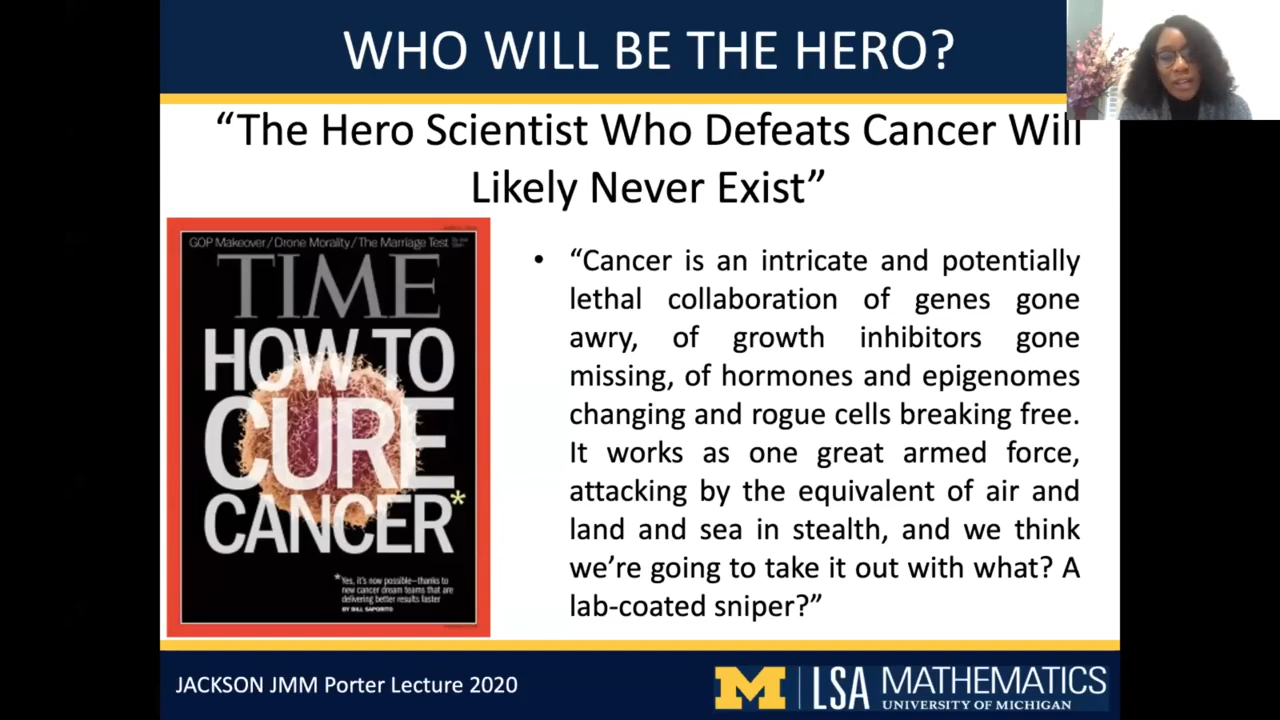 WHO WILL BE THE HERO?
“The Hero Scientist Who Defeats Cancer Will
Likely Never Exist”
GOP Makeover/Drone Morality/The Marriage Test
TIME
HOW TO
CURE
CANCER*
*Yes, it's now possible—thanks to
new cancer dream teams that are
delivering better results faster
BY BILL SAPORITO
• “Cancer is an intricate and potentially
lethal collaboration of genes gone
awry, of growth inhibitors gone
missing, of hormones and epigenomes
changing and rogue cells breaking free.
It works as one great armed force,
attacking by the equivalent of air and
land and sea in stealth, and we think
we’re going to take it out with what? A
lab-coated sniper?”
JACKSON JMM Porter Lecture 2020
M LSA MATHEMATICS
UNIVERSITY OF MICHIGAN